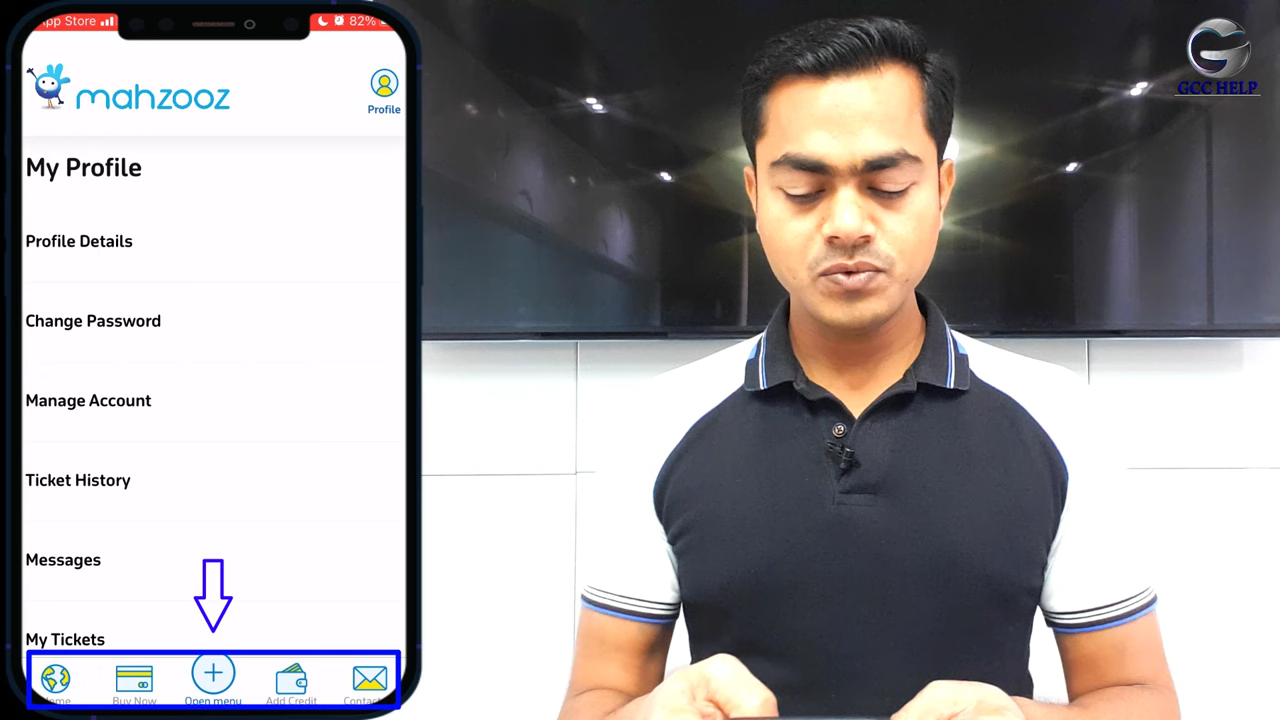 App Store
82%
mahzooz
Profile
My Profile
Profile Details
Change Password
Manage Account
Ticket History
Messages
My Tickets
Buy Now
Open menu
Add Credit
GCC HELP